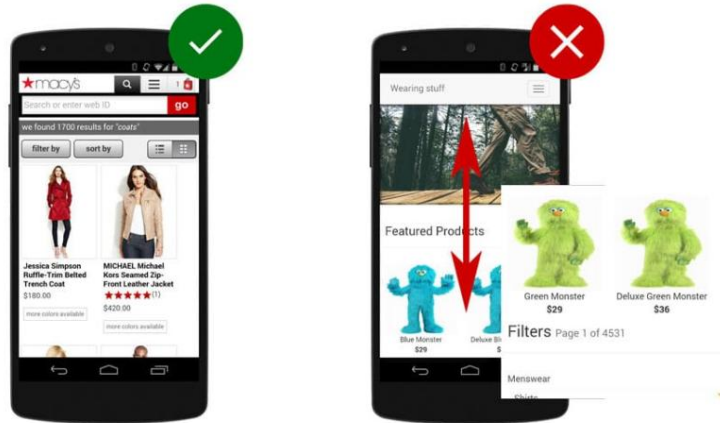 ★macy's
1
Search or enter web ID
go
we found 1700 results for "coats"
filter by
sort by
Jessica Simpson
Ruffle-Trim Belted
Trench Coat
$180.00
more colors available
MICHAEL Michael
Kors Seamed Zip-
Front Leather Jacket
★★★★★(1)
$420.00
more colors available
Wearing stuff
Featured Products
Blue Monster
$29
Deluxe Bl
$
Green Monster
$29
Deluxe Green Monster
$36
Filters Page 1 of 4531
Menswear
Shirts